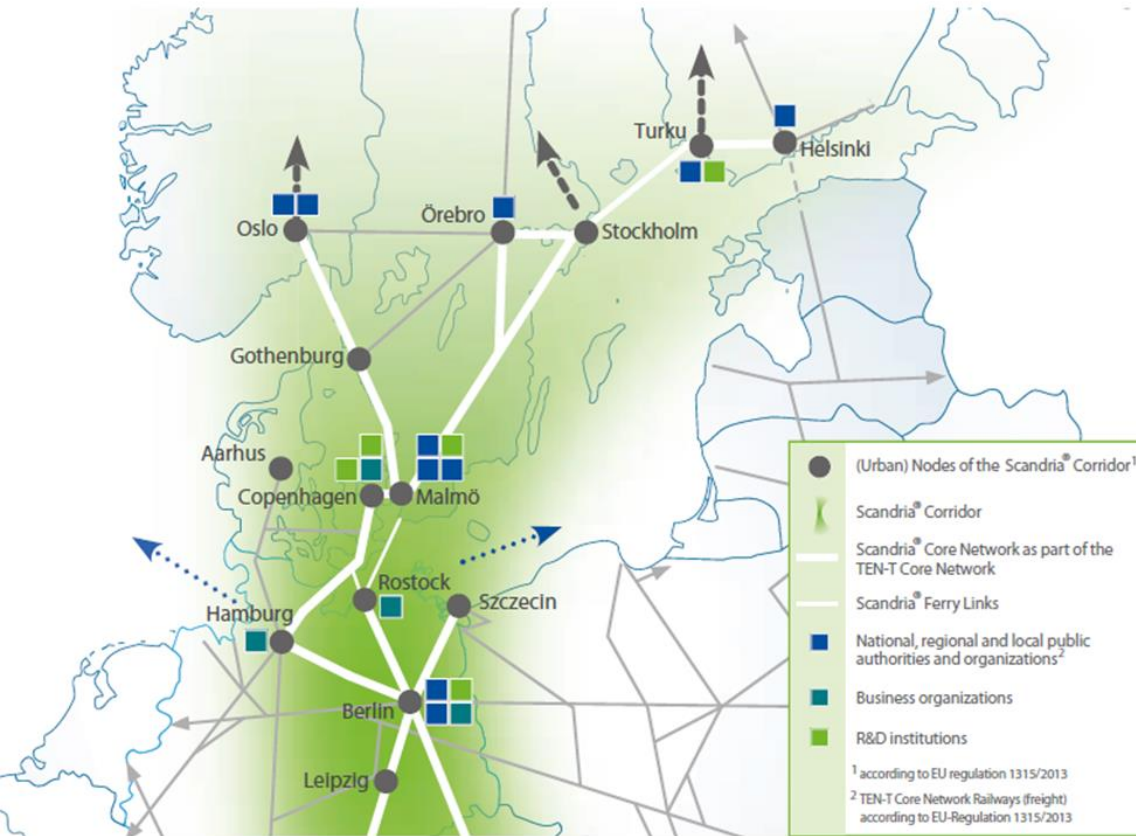 Turku
Helsinki
Oslo
Örebro
Stockholm
Gothenburg
Aarhus
Copenhagen
Malmö
Rostock
Szczecin
Hamburg
Berlin
Leipzig
(Urban) Nodes of the Scandria® Corridor¹
Scandria® Corridor
Scandria® Core Network as part of the
TEN-T Core Network
Scandria® Ferry Links
National, regional and local public
authorities and organizations²
Business organizations
R&D institutions
¹ according to EU regulation 1315/2013
² TEN-T Core Network Railways (freight)
according to EU-Regulation 1315/2013